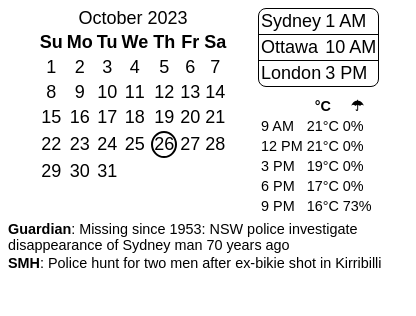 October 2023
Su Mo Tu We Th Fr Sa
1 2 3 4 5 6 7
8 9 10 11 12 13 14
15 16 17 18 19 20 21
22 23 24 25 26 27 28
29 30 31
Sydney 1 AM
Ottawa 10 AM
London 3 PM
°C ☂
9 AM 21°C 0%
12 PM 21°C 0%
3 PM 19°C 0%
6 PM 17°C 0%
9 PM 16°C 73%
Guardian: Missing since 1953: NSW police investigate
disappearance of Sydney man 70 years ago
SMH: Police hunt for two men after ex-bikie shot in Kirribilli